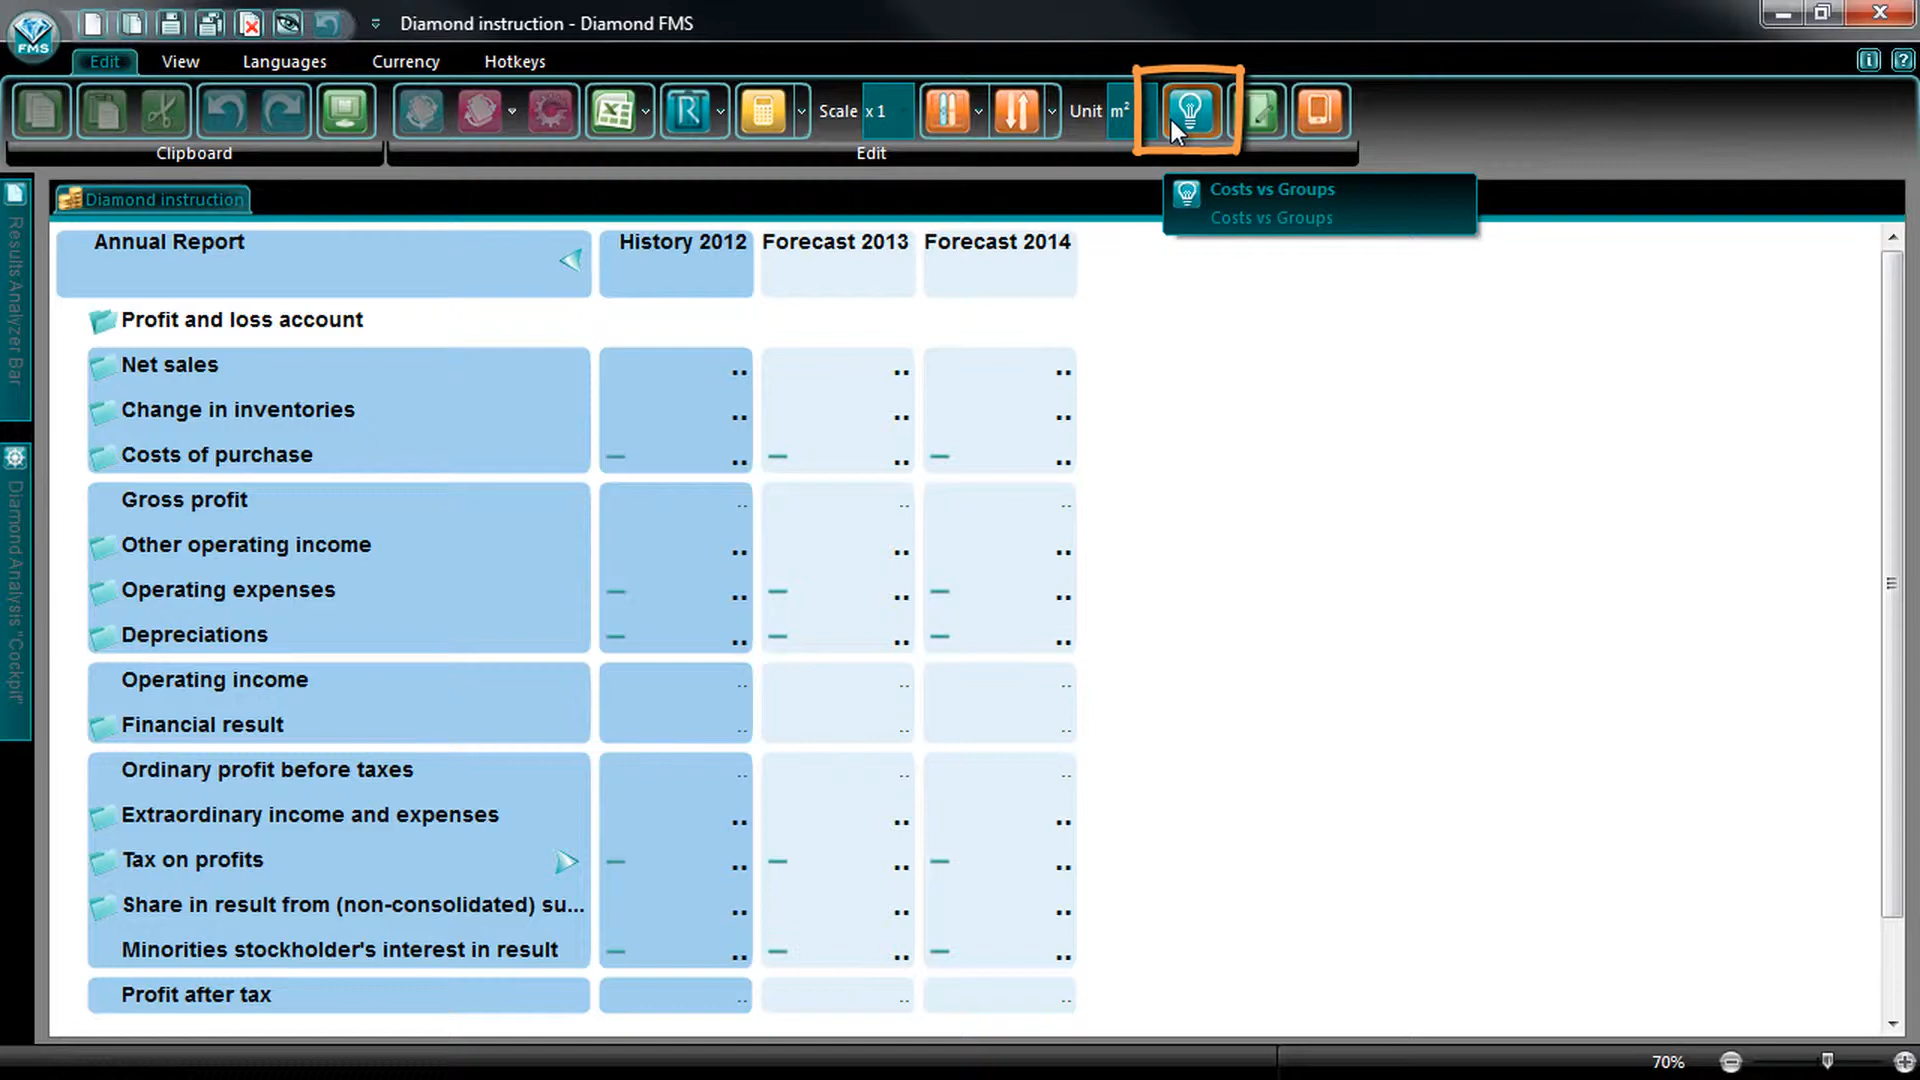 FMS
Diamond instruction - Diamond FMS
Edit
View
Languages
Currency
Hotkeys
Scale x 1
Unit m²
Clipboard
Edit
Costs vs Groups
Costs vs Groups
Diamond instruction
Results Analyzer Bar
Diamond Analysis "Cockpit"
Annual Report
History 2012
Forecast 2013
Forecast 2014
Profit and loss account
Net sales
.. .. ..
Change in inventories
.. .. ..
Costs of purchase
— .. — .. — ..
Gross profit
.. .. ..
Other operating income
.. .. ..
Operating expenses
— .. — .. — ..
Depreciations
— .. — .. — ..
Operating income
.. .. ..
Financial result
.. .. ..
Ordinary profit before taxes
.. .. ..
Extraordinary income and expenses
.. .. ..
Tax on profits
— .. — .. — ..
Share in result from (non-consolidated) su...
.. .. ..
Minorities stockholder's interest in result
— .. — .. — ..
Profit after tax
.. .. ..
70%